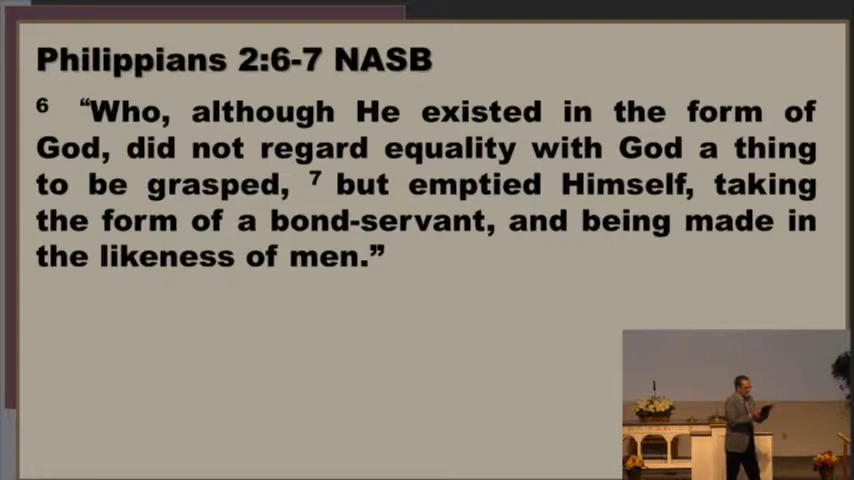 Philippians 2:6-7 NASB
6 “Who, although He existed in the form of
God, did not regard equality with God a thing
to be grasped, 7 but emptied Himself, taking
the form of a bond-servant, and being made in
the likeness of men.”